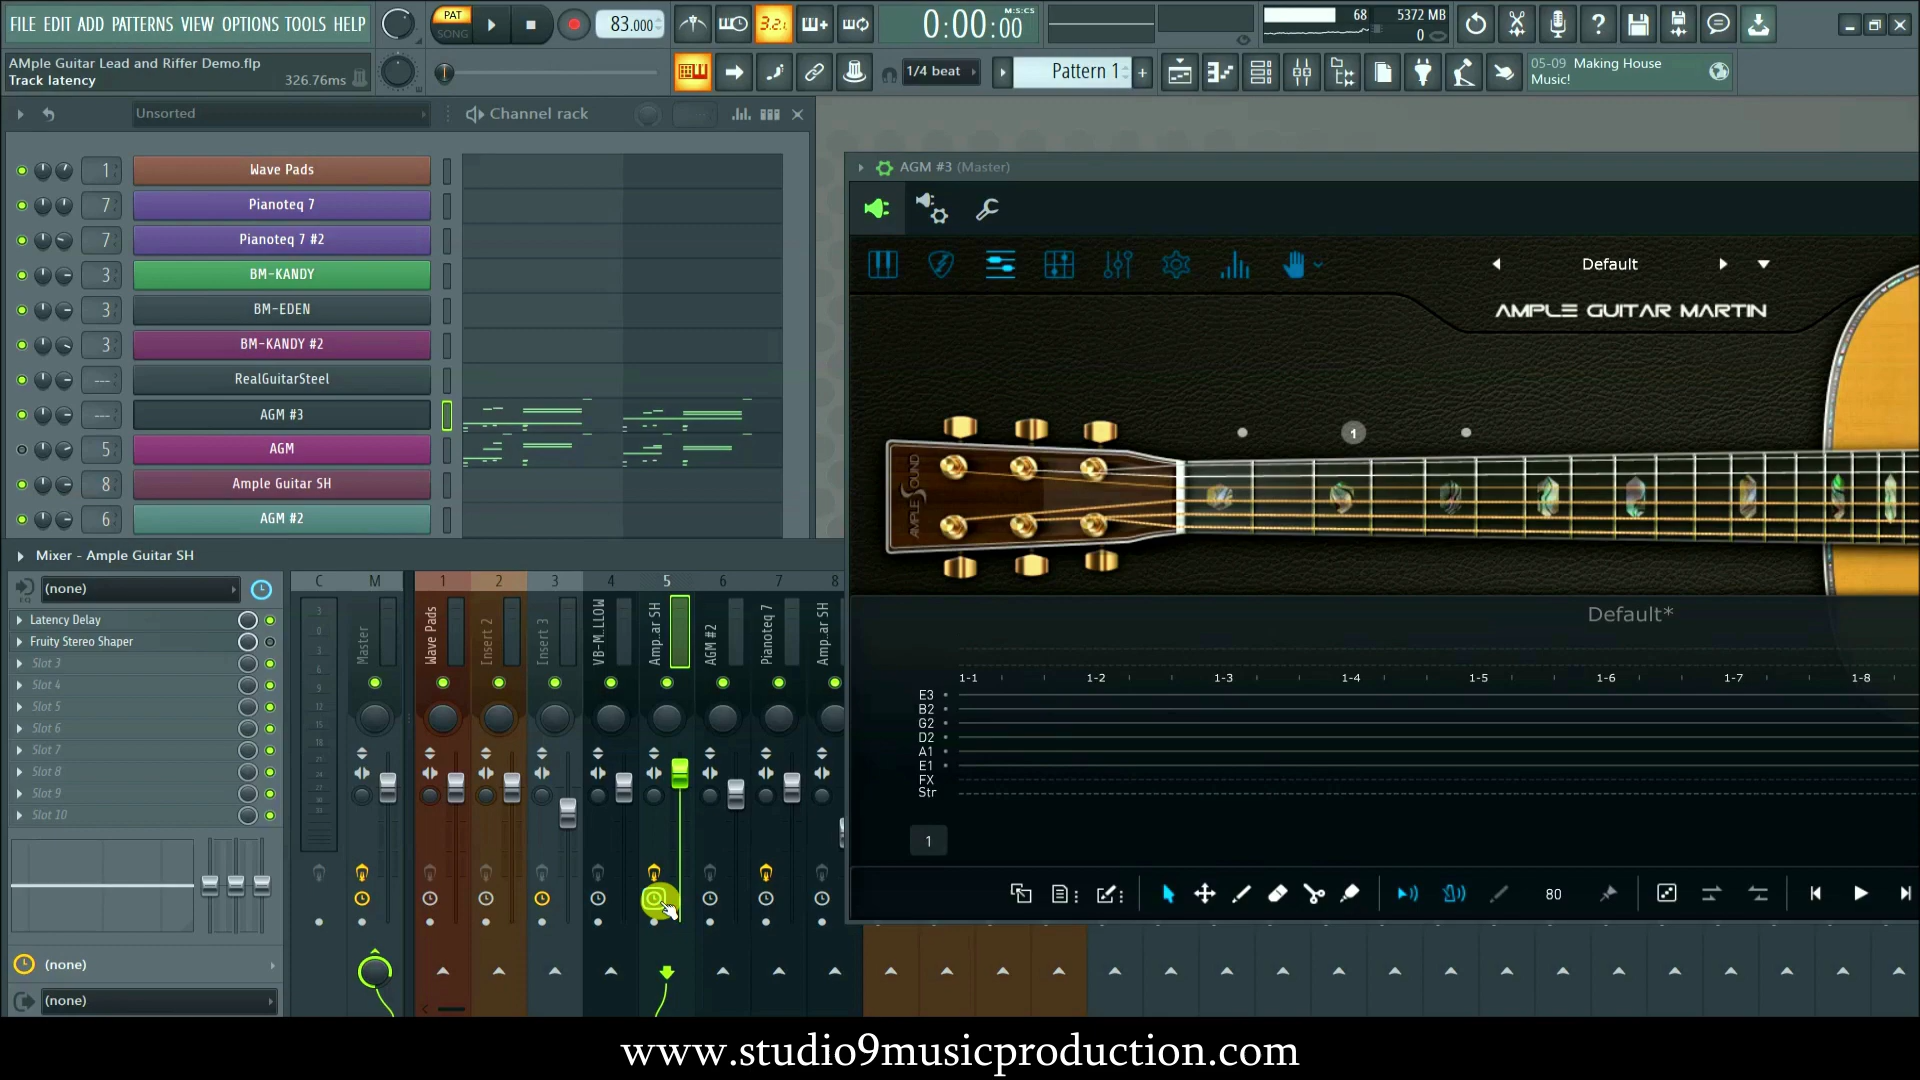 FILE EDIT ADD PATTERNS VIEW OPTIONS TOOLS HELP
PAT
SONG
83.000
3.2.
0:00:00
M:S:CS
68
5372 MB
0
AMple Guitar Lead and Riffer Demo.flp
Track latency
326.76ms
1/4 beat
Pattern 1
05-09 Making House
Music!
Unsorted
Channel rack
1 Wave Pads
7 Pianoteq 7
7 Pianoteq 7 #2
3 BM-KANDY
3 BM-EDEN
3 BM-KANDY #2
--- RealGuitarSteel
--- AGM #3
5 AGM
8 Ample Guitar SH
6 AGM #2
AGM #3 (Master)
Default
AMPLE GUITAR MARTIN
AMPLE SOUND
1
Default*
1-1 1-2 1-3 1-4 1-5 1-6 1-7 1-8
E3
B2
G2
D2
A1
E1
FX
Str
1
80
Mixer - Ample Guitar SH
(none)
Latency Delay
Fruity Stereo Shaper
Slot 3
Slot 4
Slot 5
Slot 6
Slot 7
Slot 8
Slot 9
Slot 10
(none)
(none)
C M 1 2 3 4 5 6 7 8
Master
Wave Pads
Insert 2
Insert 3
VB-M_LLOW
Amp.ar SH
AGM #2
Pianoteq 7
Amp.ar SH
www.studio9musicproduction.com